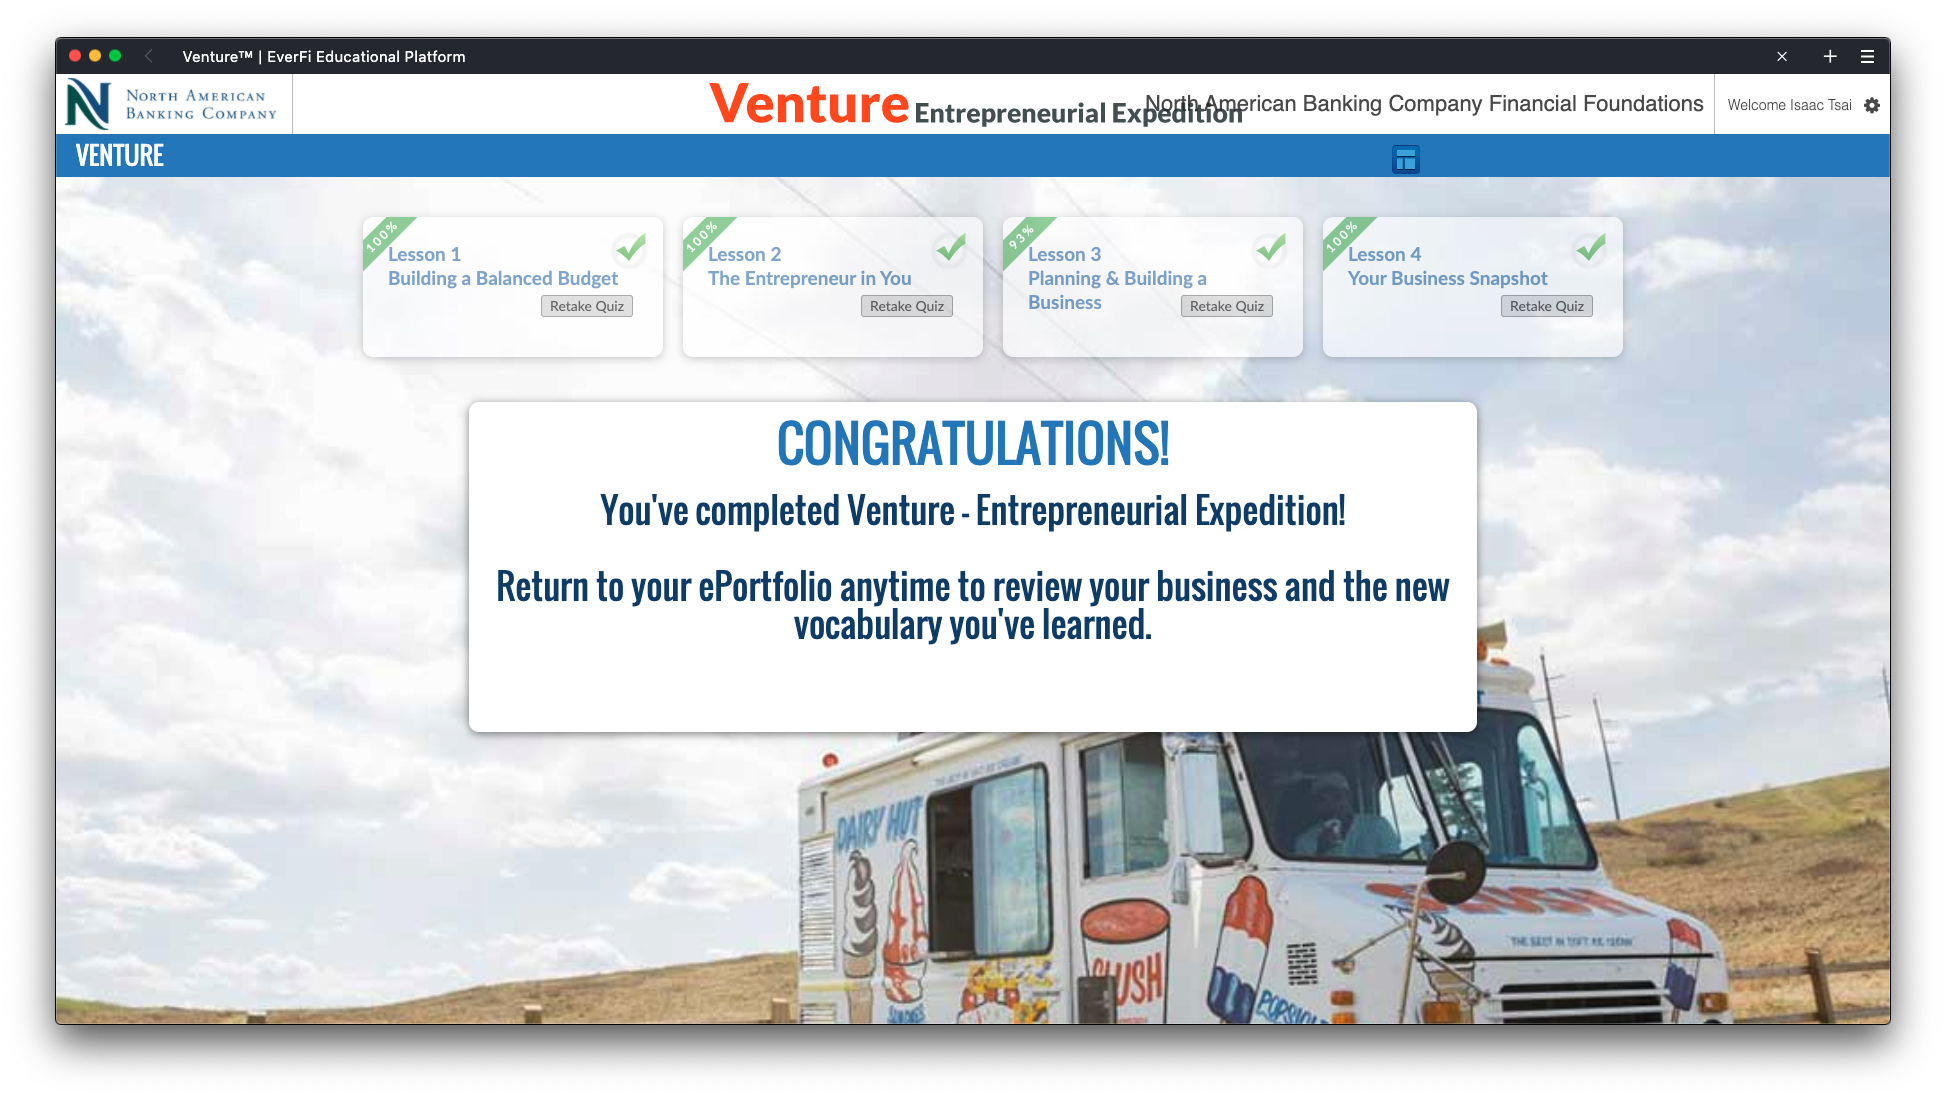 Venture™ | EverFi Educational Platform
North American
Banking Company
Venture Entrepreneurial Expedition
North American Banking Company Financial Foundations
Welcome Isaac Tsai
VENTURE
100%
Lesson 1
Building a Balanced Budget
Retake Quiz
100%
Lesson 2
The Entrepreneur in You
Retake Quiz
93%
Lesson 3
Planning & Building a
Business
Retake Quiz
100%
Lesson 4
Your Business Snapshot
Retake Quiz
CONGRATULATIONS!
You've completed Venture - Entrepreneurial Expedition!
Return to your ePortfolio anytime to review your business and the new
vocabulary you've learned.
DAIRY HUT
SLUSH